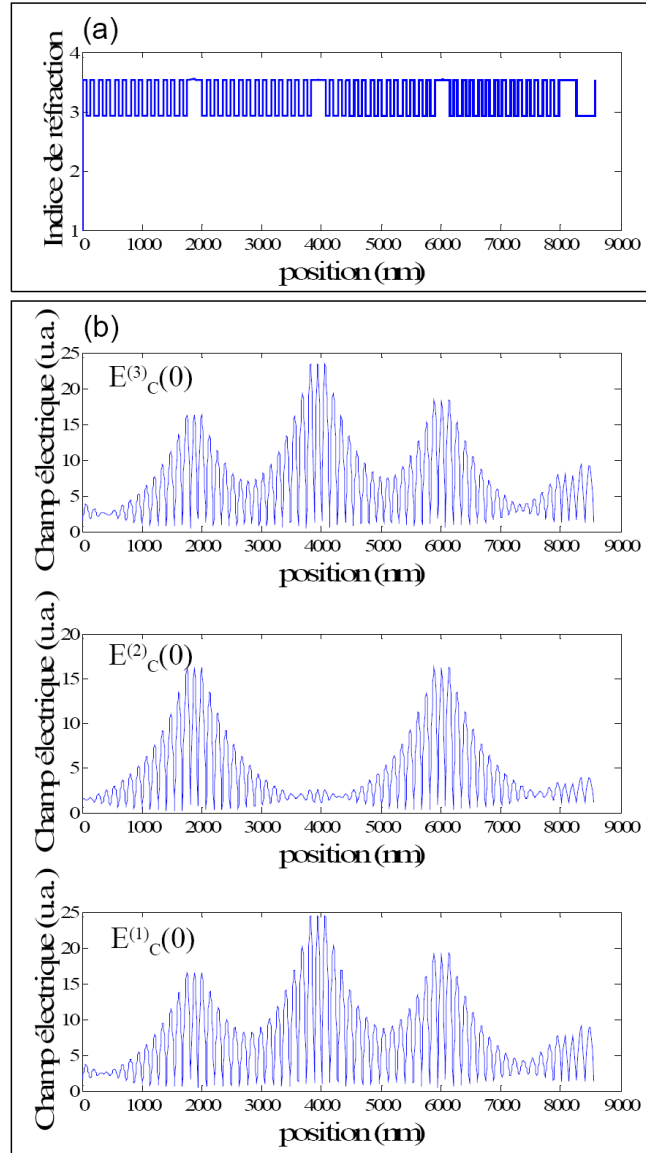 (a)
Indice de réfraction
4
3
2
1
0 1000 2000 3000 4000 5000 6000 7000 8000 9000
position (nm)
(b)
E(3)C(0)
Champ électrique (u.a.)
25
20
15
10
5
0
0 1000 2000 3000 4000 5000 6000 7000 8000 9000
position (nm)
E(2)C(0)
Champ électrique (u.a.)
20
15
10
5
0
0 1000 2000 3000 4000 5000 6000 7000 8000 9000
position (nm)
E(1)C(0)
Champ électrique (u.a.)
25
20
15
10
5
0
0 1000 2000 3000 4000 5000 6000 7000 8000 9000
position (nm)